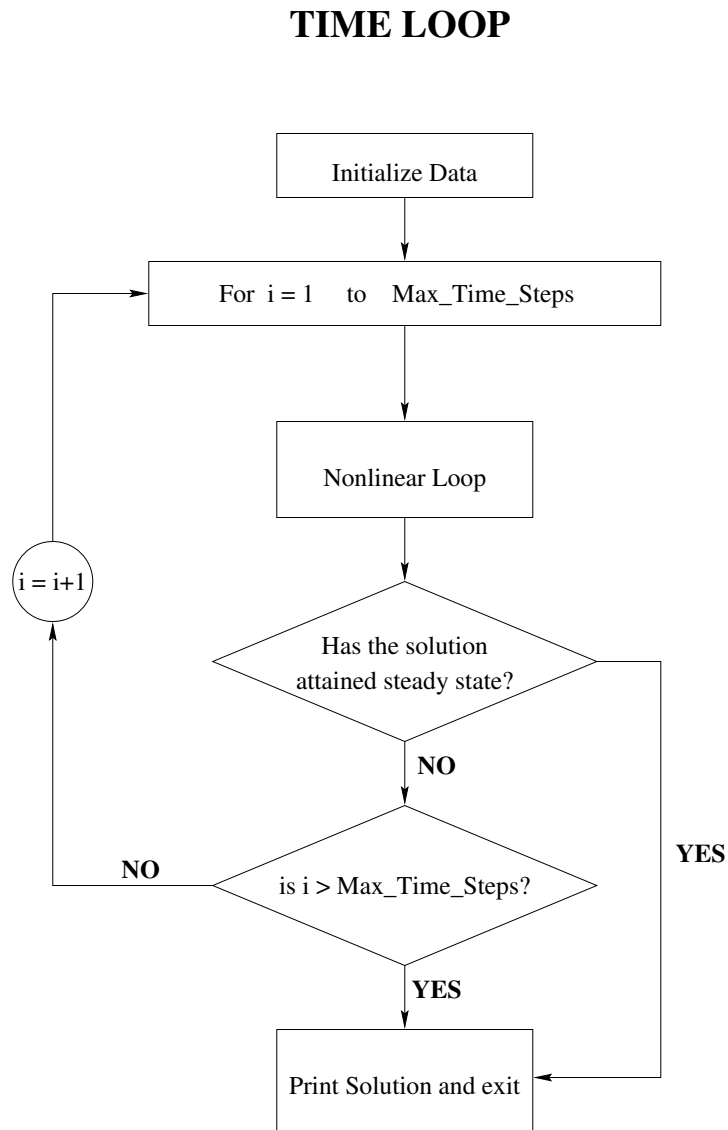 TIME LOOP
Initialize Data
For i = 1 to Max_Time_Steps
Nonlinear Loop
i = i+1
Has the solution
attained steady state?
NO
YES
NO
is i > Max_Time_Steps?
YES
Print Solution and exit